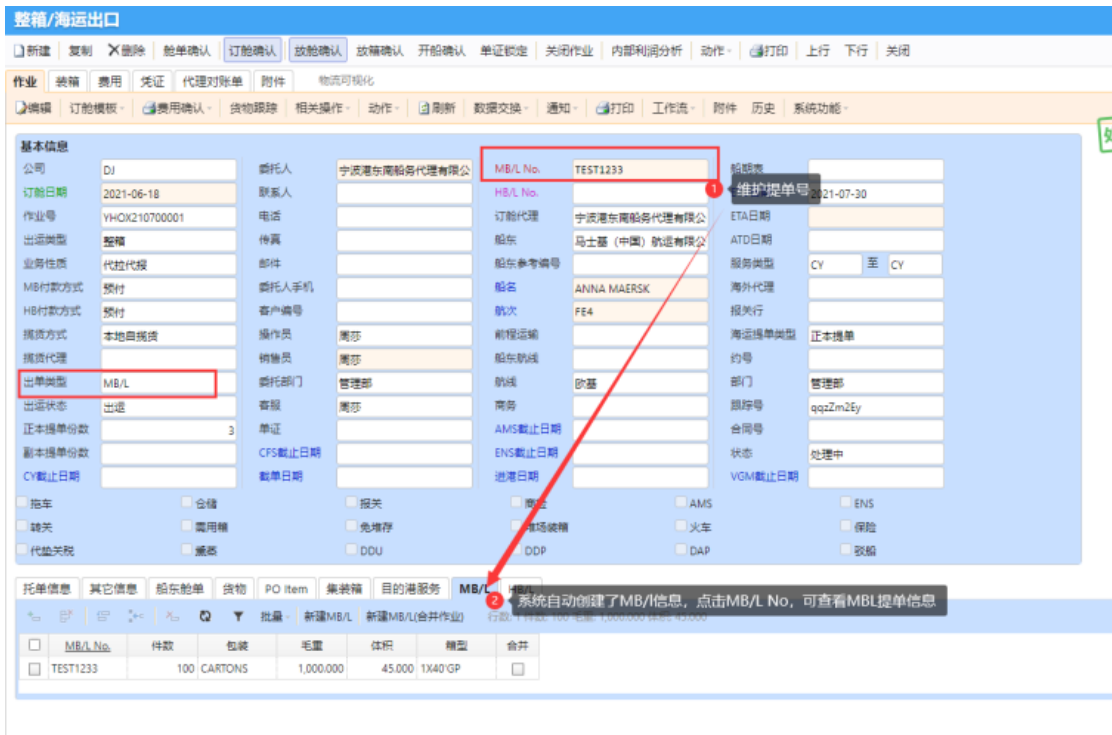 整箱/海运出口
新建 复制 删除 舱单确认 订舱确认 放舱确认 放箱确认 开船确认 单证锁定 关闭作业 内部利润分析 动作 打印 上行 下行 关闭
作业 装箱 费用 凭证 代理对账单 附件 物流可视化
编辑 订舱模板 费用确认 货物跟踪 相关操作 动作 刷新 数据交换 通知 打印 工作流 附件 历史 系统功能
基本信息
公司 DJ 委托人 宁波港东南船务代理有限公 MB/L No. TEST1233 船期表
订舱日期 2021-06-18 联系人 HB/L No. 1 维护提单号 2021-07-30
作业号 YHOX210700001 电话 订舱代理 宁波港东南船务代理有限公 ETA日期
出运类型 整箱 传真 船东 马士基（中国）航运有限公 ATD日期
业务性质 代拉代报 邮件 船东参考编号 服务类型 CY 至 CY
MB付款方式 预付 委托人手机 船名 ANNA MAERSK 海外代理
HB付款方式 预付 客户编号 航次 FE4 报关行
揽货方式 本地自揽货 操作员 周莎 前程运输 海运提单类型 正本提单
揽货代理 销售员 周莎 船东航线 约号
出单类型 MB/L 委托部门 管理部 航线 欧基 部门 管理部
出运状态 出运 客服 周莎 商务 跟踪号 qqzZm2Ey
正本提单份数 3 单证 AMS截止日期 合同号
副本提单份数 CFS截止日期 ENS截止日期 状态 处理中
CY截止日期 截单日期 进港日期 VGM截止日期
拖车 仓储 报关 商检 AMS ENS
转关 需用箱 免堆存 堆场装箱 火车 保险
代垫关税 熏蒸 DDU DDP DAP 驳船
托单信息 其它信息 船东舱单 货物 PO Item 集装箱 目的港服务 MB/L HB/L
2 系统自动创建了MB/l信息，点击MB/L No，可查看MBL提单信息
批量 新建MB/L 新建MB/L(合并作业) 行数: 1 件数: 100 毛重: 1,000.000 体积: 45.000
MB/L No. 件数 包装 毛重 体积 箱型 合并
TEST1233 100 CARTONS 1,000.000 45.000 1X40'GP